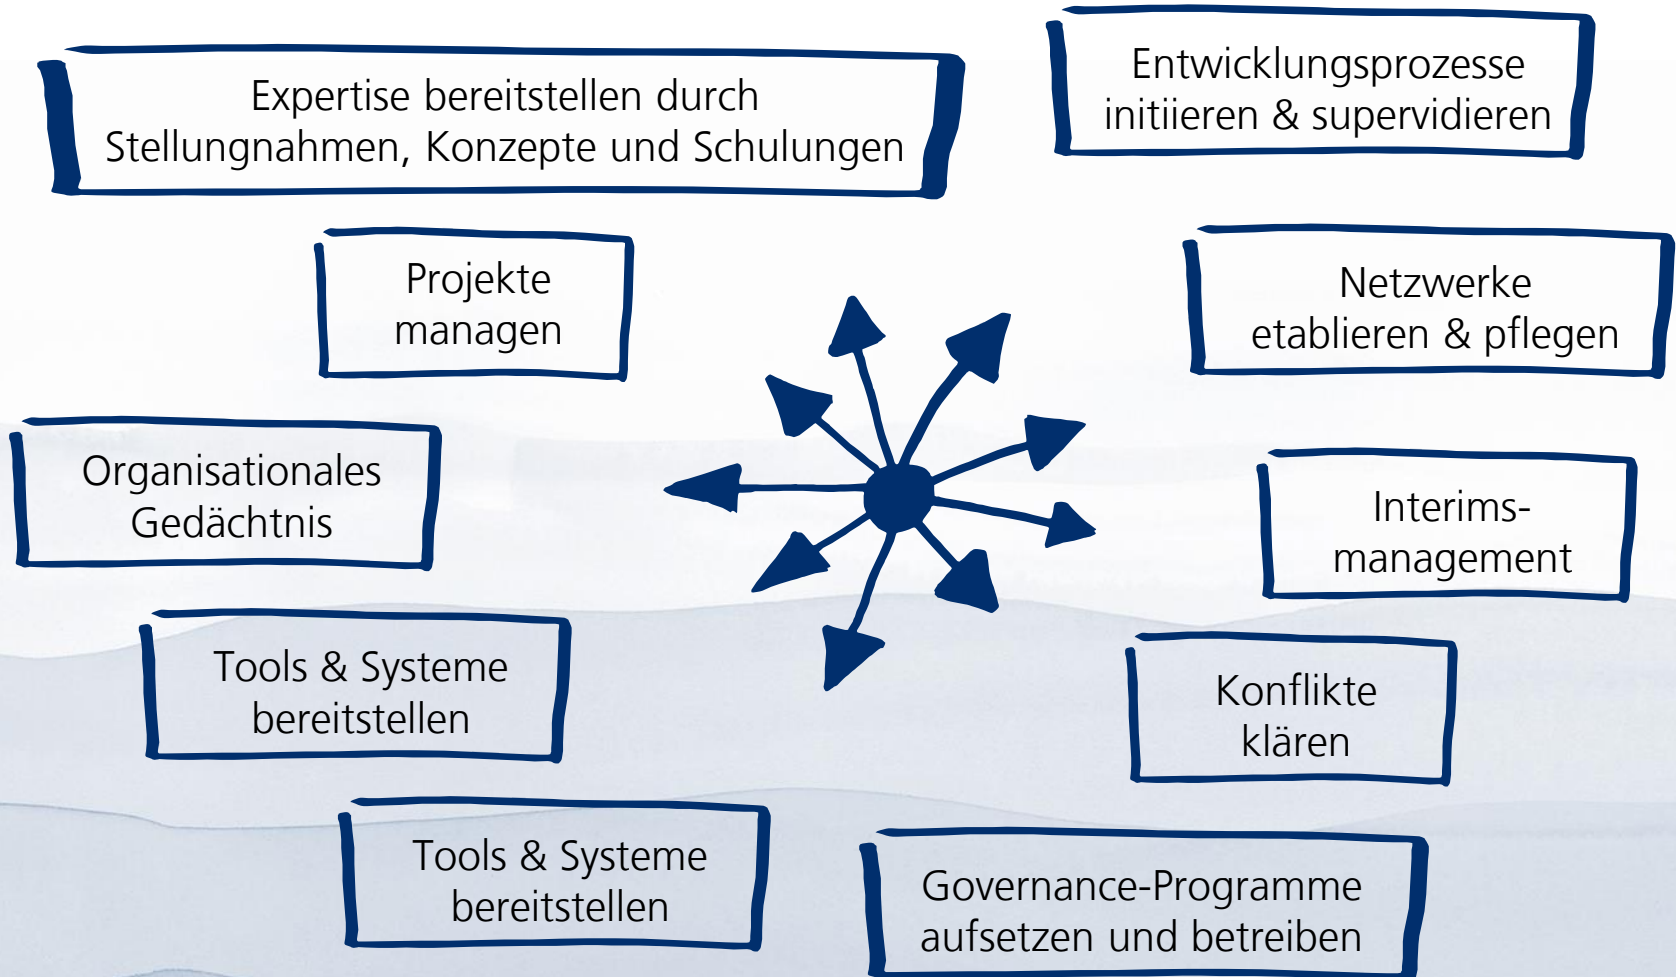 Expertise bereitstellen durch
Stellungnahmen, Konzepte und Schulungen
Entwicklungsprozesse
initiieren & supervidieren
Projekte
managen
Netzwerke
etablieren & pflegen
Organisationales
Gedächtnis
Interims-
management
Tools & Systeme
bereitstellen
Konflikte
klären
Tools & Systeme
bereitstellen
Governance-Programme
aufsetzen und betreiben